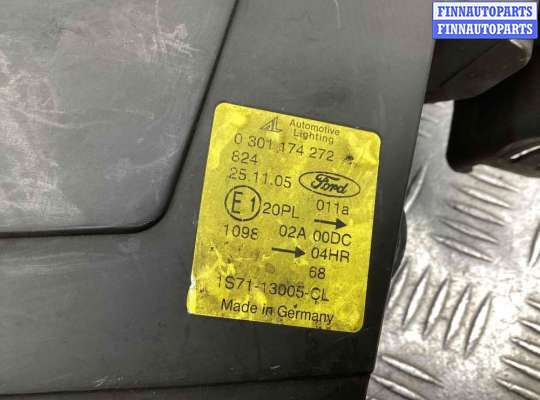 FINNAUTOPARTS
FINNAUTOPARTS
AL Automotive
Lighting
0 301 174 272
824
25.11.05 Ford
E1 20PL 011a
1098 02A 00DC
04HR
68
1S71-13005-CL
Made in Germany